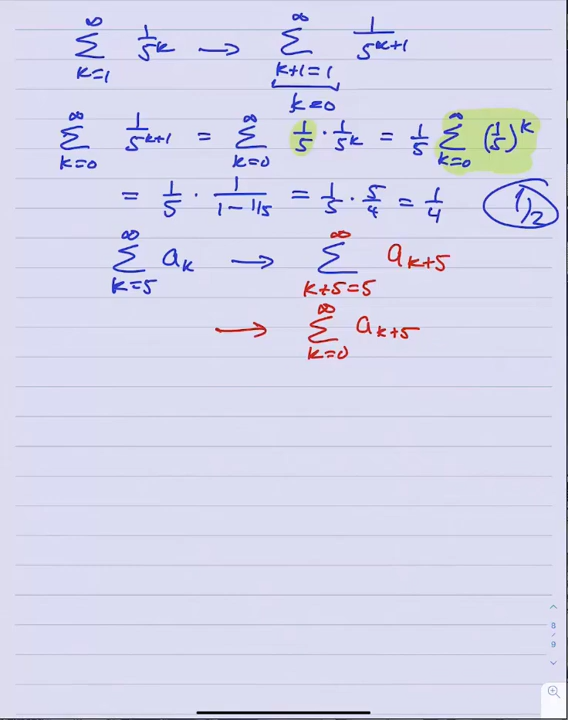 ∑_{k=1}^{∞} 1/5^k → ∑_{k+1=1}^{∞} 1/5^{k+1}
k=0
∑_{k=0}^{∞} 1/5^{k+1} = ∑_{k=0}^{∞} 1/5 · 1/5^k = 1/5 ∑_{k=0}^{∞} (1/5)^k
= 1/5 · 1/(1 - 1/5) = 1/5 · 5/4 = 1/4 1/2
∑_{k=5}^{∞} a_k → ∑_{k+5=5}^{∞} a_{k+5}
→ ∑_{k=0}^{∞} a_{k+5}
8
/
9